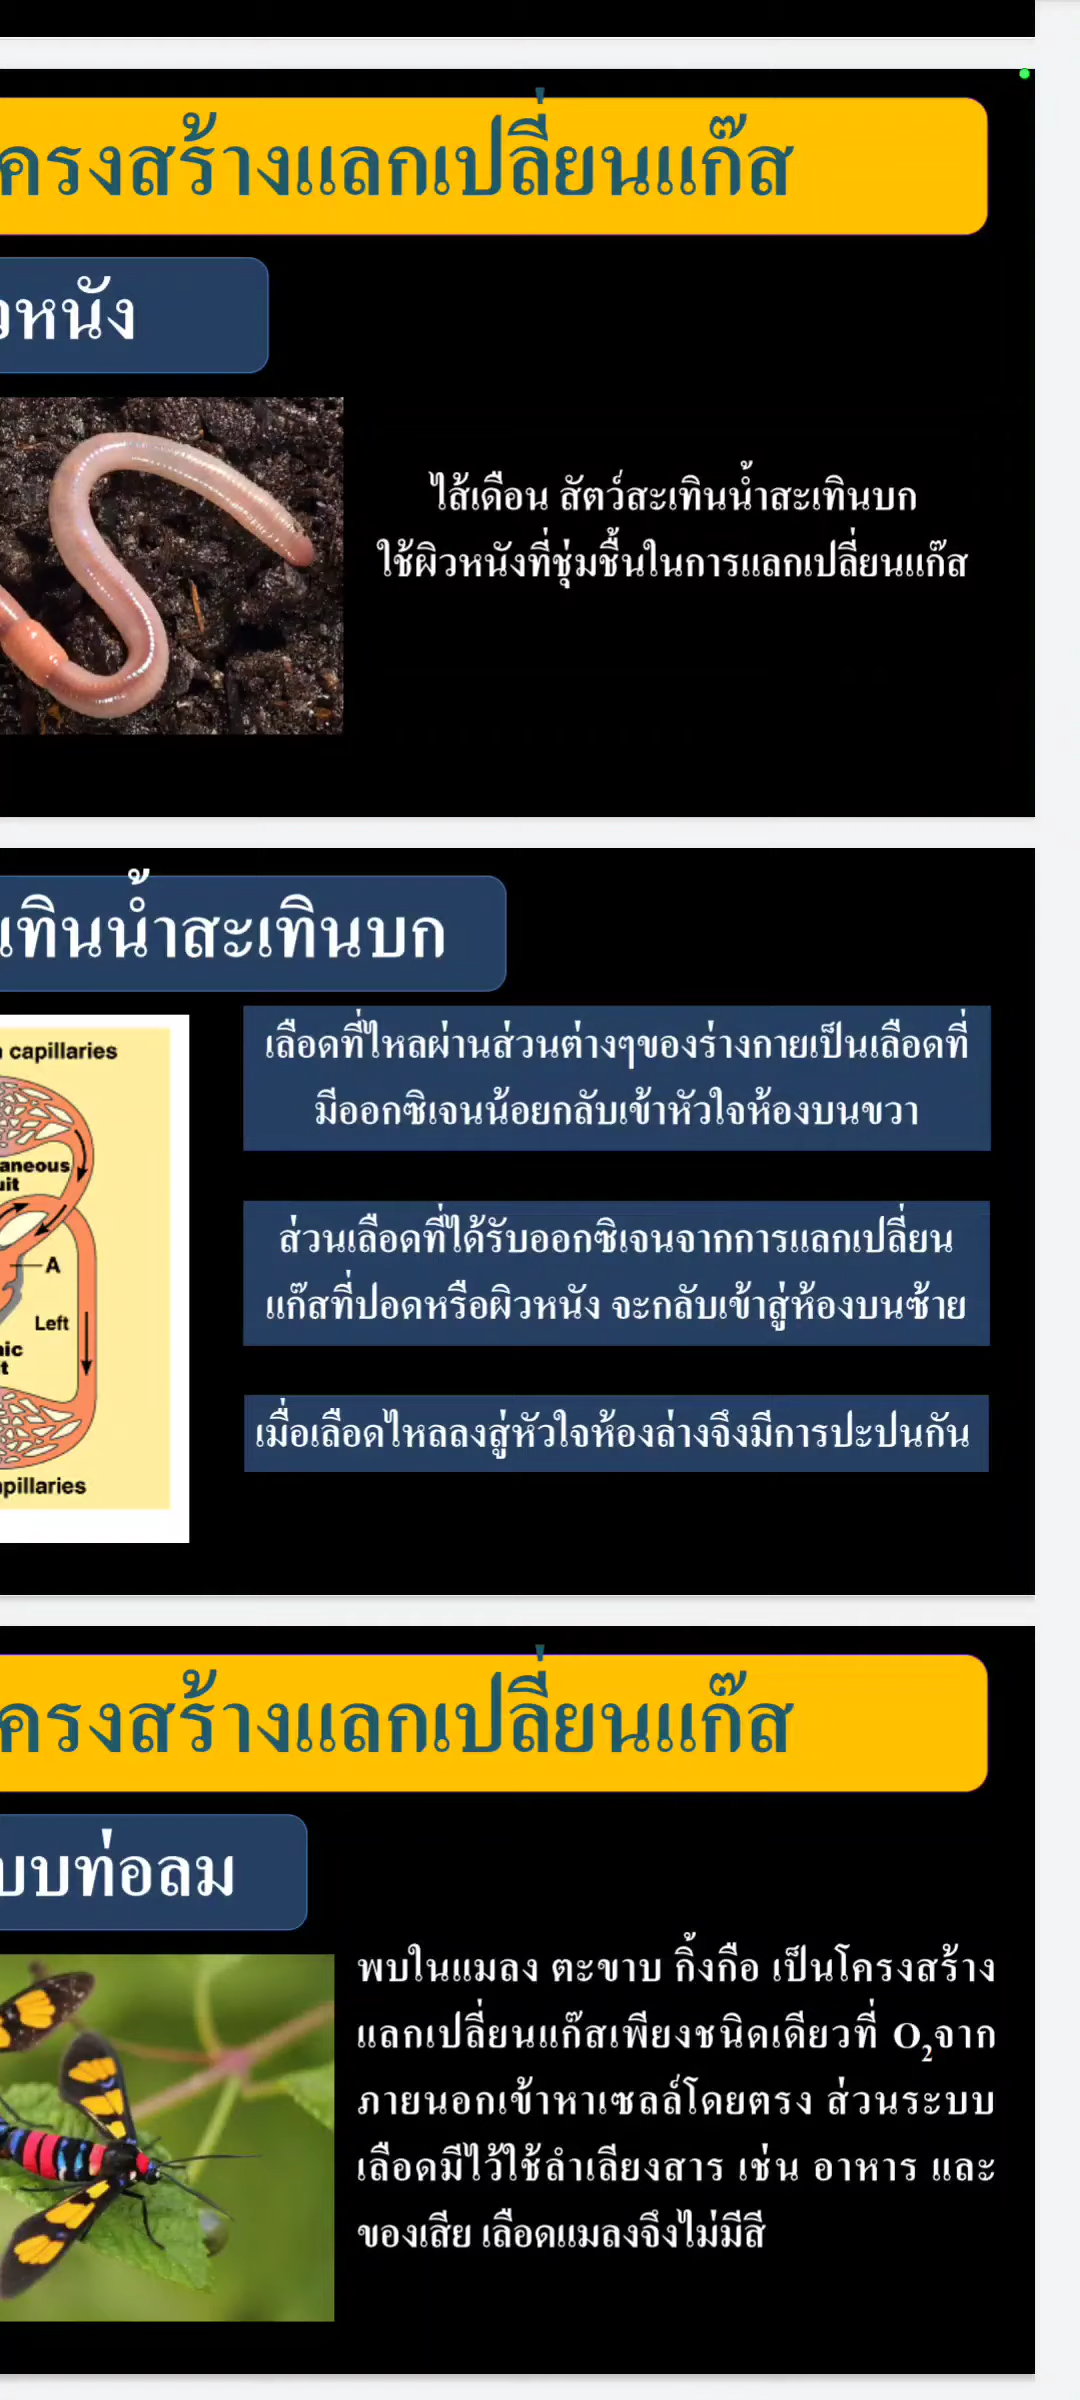 ครงสร้างแลกเปลี่ยนแก๊ส
วหนัง
ไส้เดือน สัตว์สะเทินน้ำสะเทินบก
ใช้ผิวหนังที่ชุ่มชื้นในการแลกเปลี่ยนแก๊ส
เทินน้ำสะเทินบก
capillaries
aneous
uit
A
Left
nic
t
pillaries
เลือดที่ไหลผ่านส่วนต่างๆของร่างกายเป็นเลือดที่
มีออกซิเจนน้อยกลับเข้าหัวใจห้องบนขวา
ส่วนเลือดที่ได้รับออกซิเจนจากการแลกเปลี่ยน
แก๊สที่ปอดหรือผิวหนัง จะกลับเข้าสู่ห้องบนซ้าย
เมื่อเลือดไหลลงสู่หัวใจห้องล่างจึงมีการปะปนกัน
ครงสร้างแลกเปลี่ยนแก๊ส
บบท่อลม
พบในแมลง ตะขาบ กิ้งกือ เป็นโครงสร้าง
แลกเปลี่ยนแก๊สเพียงชนิดเดียวที่ O₂จาก
ภายนอกเข้าหาเซลล์โดยตรง ส่วนระบบ
เลือดมีไว้ใช้ลำเลียงสาร เช่น อาหาร และ
ของเสีย เลือดแมลงจึงไม่มีสี